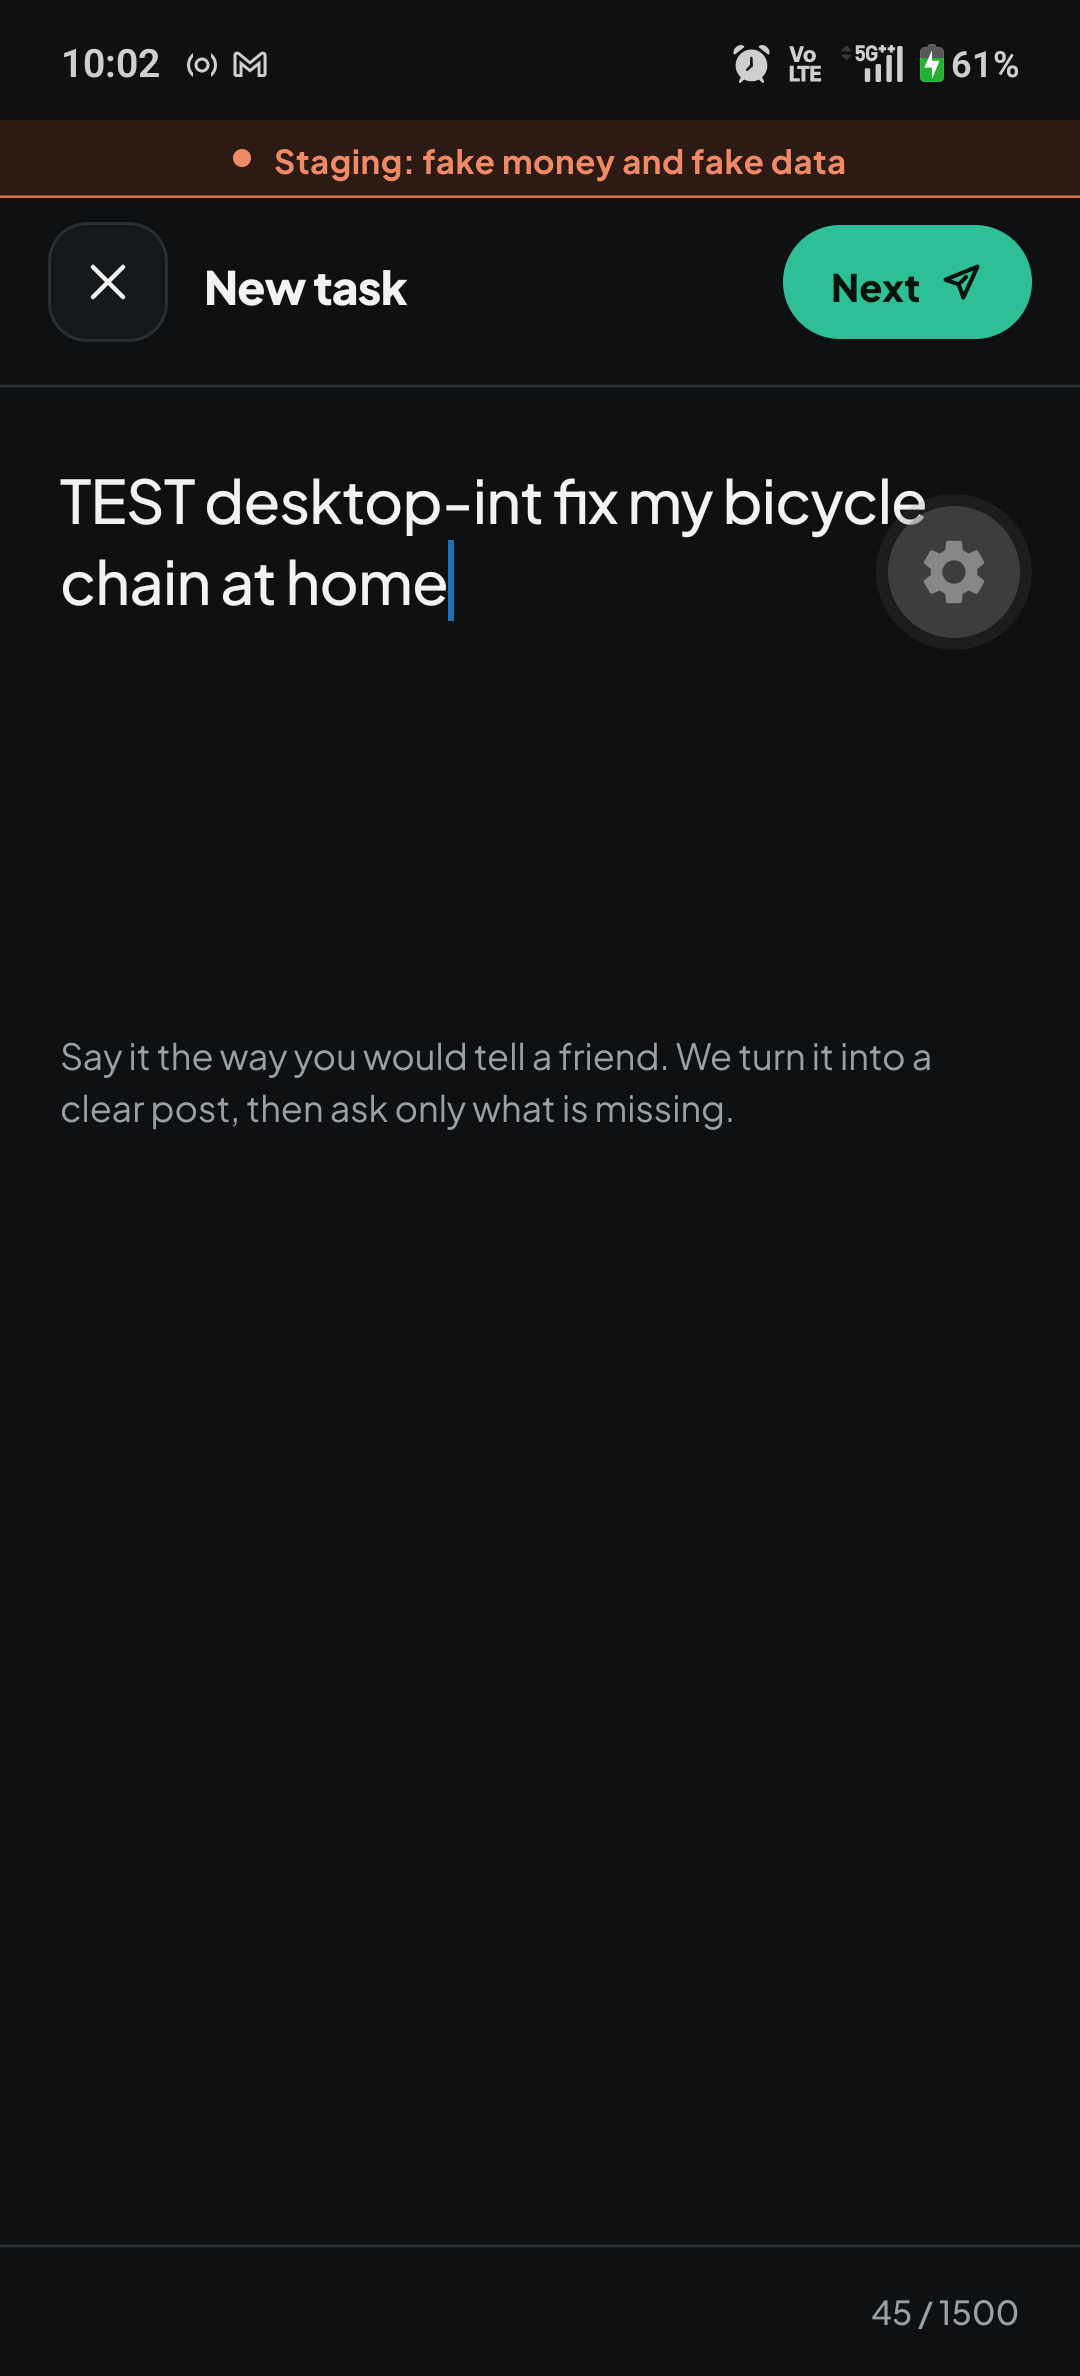 10:02
Vo
LTE
5G++
61%
Staging: fake money and fake data
New task
Next
TEST desktop-int fix my bicycle
chain at home
Say it the way you would tell a friend. We turn it into a
clear post, then ask only what is missing.
45 / 1500